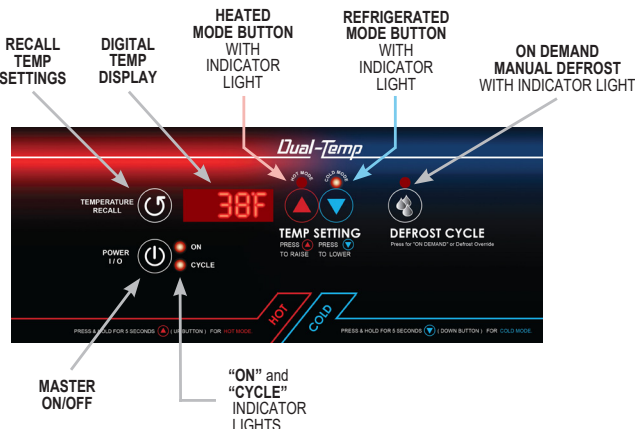 RECALL
TEMP
SETTINGS
DIGITAL
TEMP
DISPLAY
HEATED
MODE BUTTON
WITH
INDICATOR
LIGHT
REFRIGERATED
MODE BUTTON
WITH
INDICATOR
LIGHT
ON DEMAND
MANUAL DEFROST
WITH INDICATOR LIGHT
Dual-Temp
HOT MODE
COLD MODE
TEMPERATURE
RECALL
38°F
TEMP SETTING
PRESS PRESS
TO RAISE TO LOWER
DEFROST CYCLE
Press for "ON DEMAND" or Defrost Override
POWER
I / O
ON
CYCLE
HOT
COLD
PRESS & HOLD FOR 5 SECONDS ( UP BUTTON ) FOR HOT MODE
PRESS & HOLD FOR 5 SECONDS ( DOWN BUTTON ) FOR COLD MODE
MASTER
ON/OFF
"ON" and
"CYCLE"
INDICATOR
LIGHTS